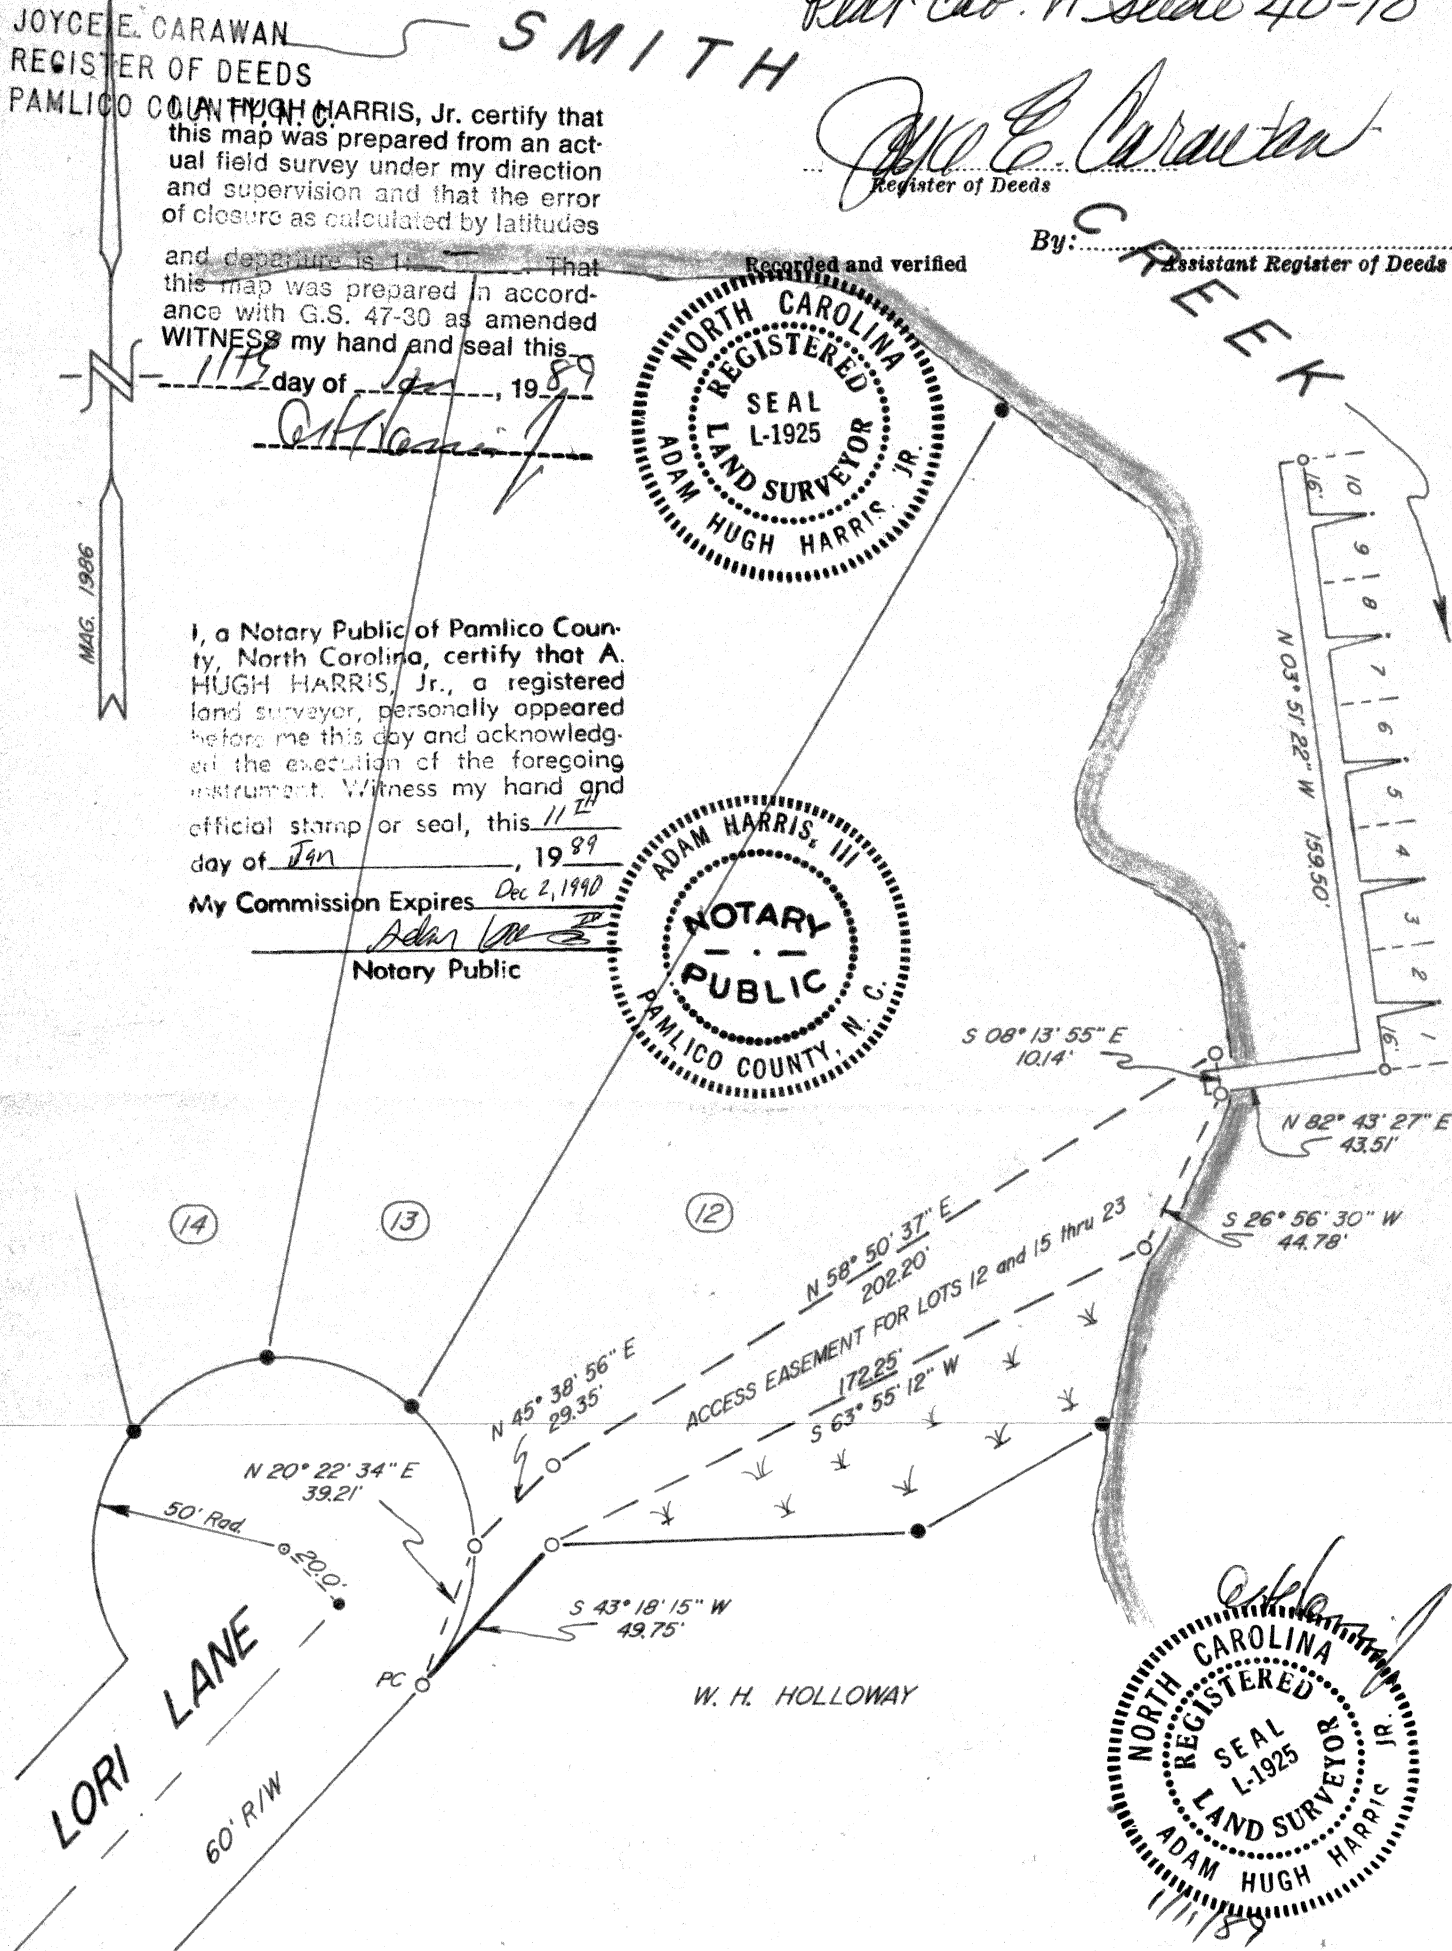 JOYCE E. CARAWAN
REGISTER OF DEEDS
PAMLICO COUNTY, N.C.
SMITH
CREEK
Plat Cab. A Slide 40-10
I, A. HUGH HARRIS, Jr. certify that
this map was prepared from an act-
ual field survey under my direction
and supervision and that the error
of closure as calculated by latitudes
and departure is 1: —. That
this map was prepared in accord-
ance with G.S. 47-30 as amended
WITNESS my hand and seal this
11th day of Jan, 1989
Joyce E. Carawan
Register of Deeds
By:
Assistant Register of Deeds
Recorded and verified
NORTH CAROLINA
REGISTERED
SEAL
L-1925
LAND SURVEYOR
ADAM HUGH HARRIS, JR.
MAG. 1986
I, a Notary Public of Pamlico Coun-
ty, North Carolina, certify that A.
HUGH HARRIS, Jr., a registered
land surveyor, personally appeared
before me this day and acknowledg-
ed the execution of the foregoing
instrument. Witness my hand and
official stamp or seal, this 11TH
day of Jan, 1989
My Commission Expires Dec 2, 1990
Notary Public
ADAM HARRIS, III
NOTARY
PUBLIC
PAMLICO COUNTY, N. C.
16'
10
9
8
7
6
5
4
3
2
1
16'
N 03° 51' 22" W 159.50'
S 08° 13' 55" E
10.14'
N 82° 43' 27" E
43.51'
S 26° 56' 30" W
44.78'
14
13
12
N 58° 50' 37" E
202.20'
ACCESS EASEMENT FOR LOTS 12 and 15 thru 23
172.25'
S 63° 55' 12" W
N 45° 38' 56" E
29.35'
N 20° 22' 34" E
39.21'
50' Rad.
20.0'
S 43° 18' 15" W
49.75'
PC
W. H. HOLLOWAY
LORI LANE
60' R/W
NORTH CAROLINA
REGISTERED
SEAL
L-1925
LAND SURVEYOR
ADAM HUGH HARRIS JR.
1/11/89